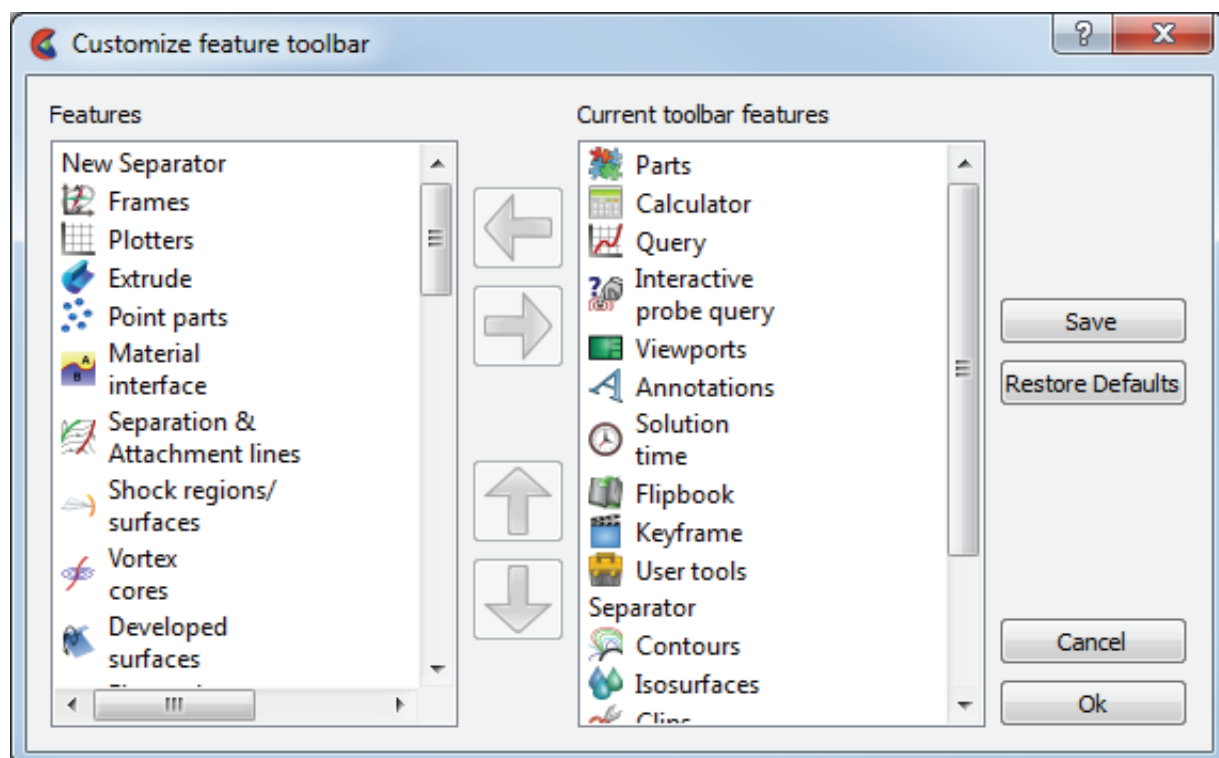 Customize feature toolbar
Features
New Separator
Frames
Plotters
Extrude
Point parts
Material
interface
Separation &
Attachment lines
Shock regions/
surfaces
Vortex
cores
Developed
surfaces
Current toolbar features
Parts
Calculator
Query
Interactive
probe query
Viewports
Annotations
Solution
time
Flipbook
Keyframe
User tools
Separator
Contours
Isosurfaces
Clips
Save
Restore Defaults
Cancel
Ok